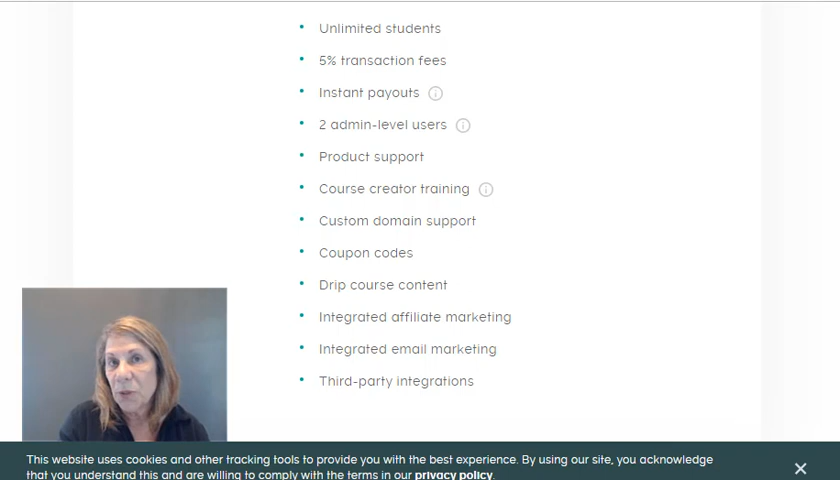 Unlimited students
5% transaction fees
Instant payouts
2 admin-level users
Product support
Course creator training
Custom domain support
Coupon codes
Drip course content
Integrated affiliate marketing
Integrated email marketing
Third-party integrations
This website uses cookies and other tracking tools to provide you with the best experience. By using our site, you acknowledge
that you understand this and are willing to comply with the terms in our privacy policy.